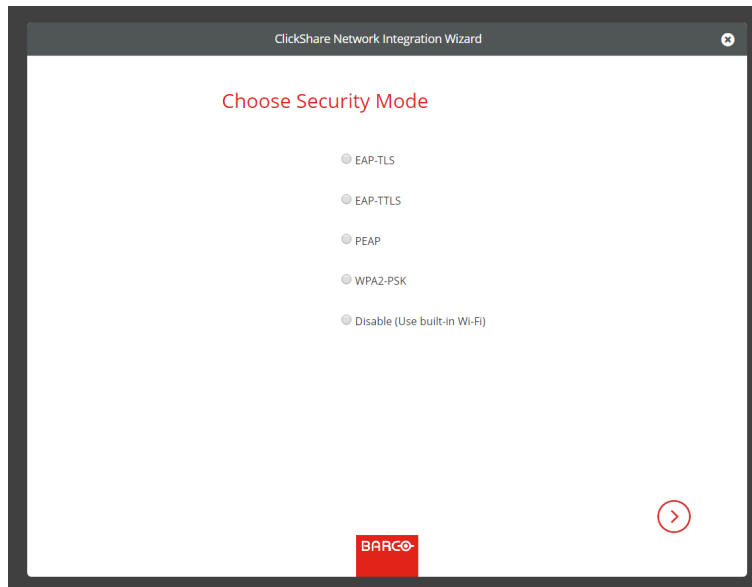 ClickShare Network Integration Wizard
Choose Security Mode
EAP-TLS
EAP-TTLS
PEAP
WPA2-PSK
Disable (Use built-in Wi-Fi)
BARCO